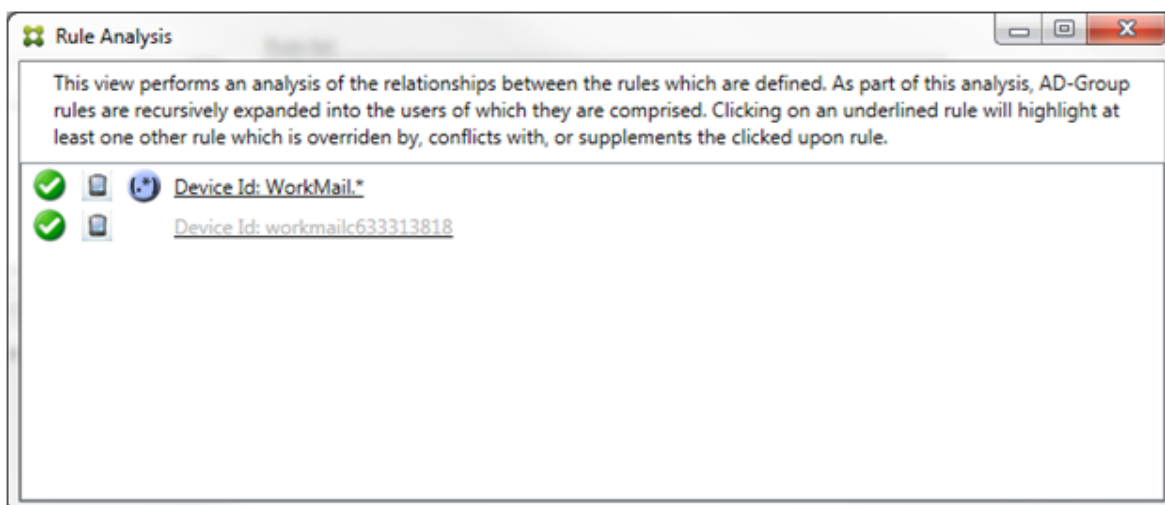 Rule Analysis
This view performs an analysis of the relationships between the rules which are defined. As part of this analysis, AD-Group
rules are recursively expanded into the users of which they are comprised. Clicking on an underlined rule will highlight at
least one other rule which is overriden by, conflicts with, or supplements the clicked upon rule.
(.*) Device Id: WorkMail.*
Device Id: workmailc633313818